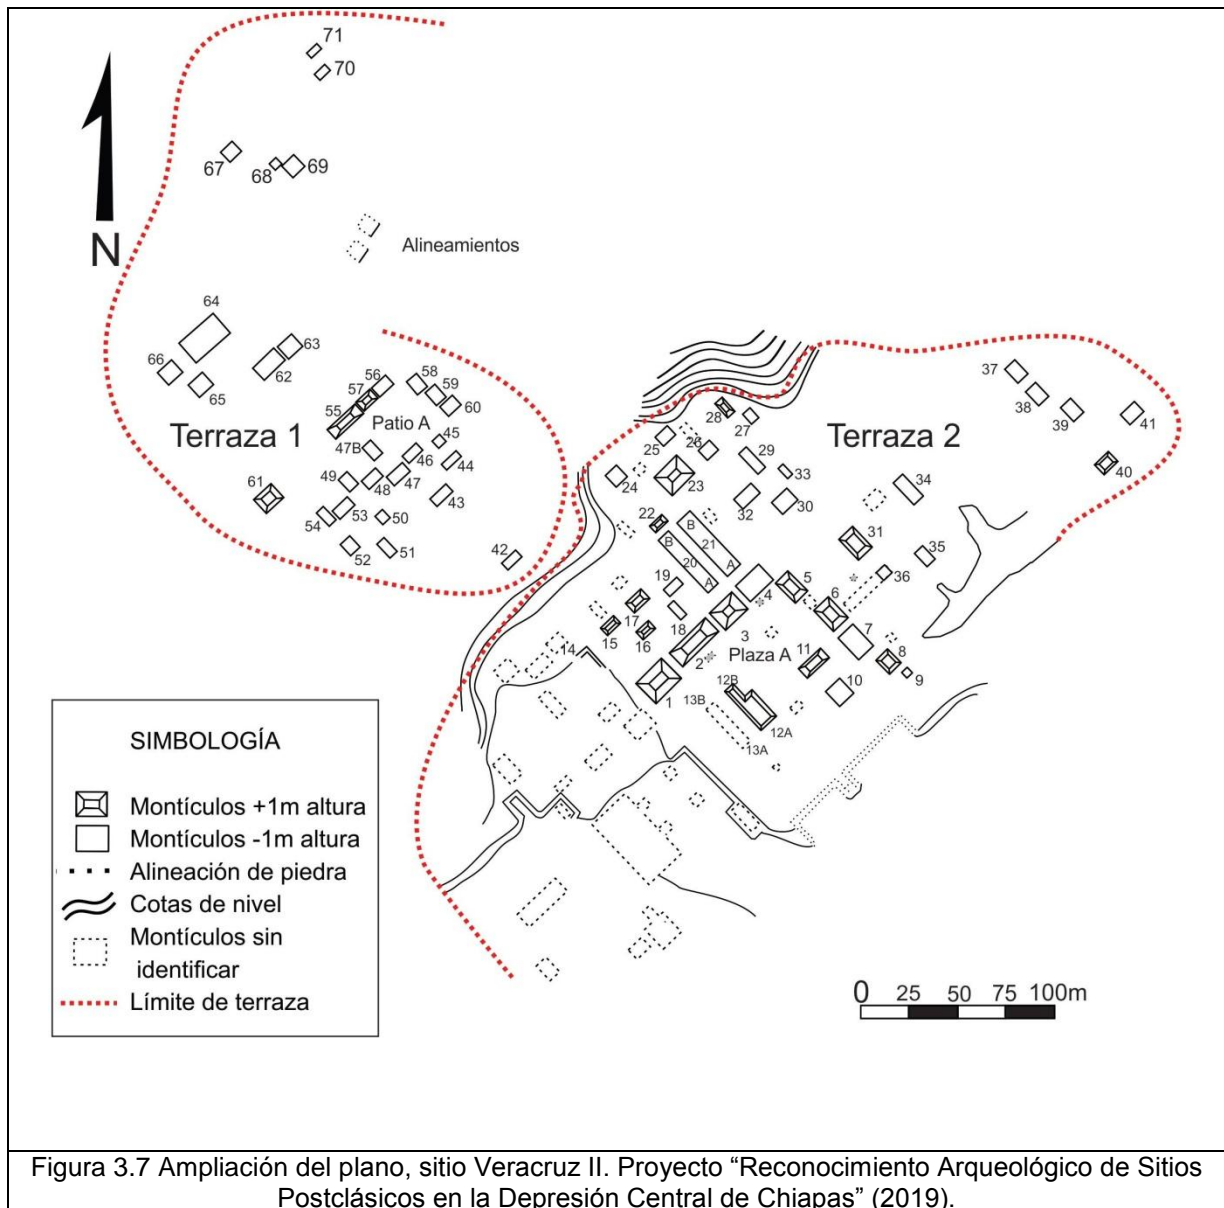 71
70
67
68
69
N
Alineamientos
64
63
66
62
65
56
58
57
59
55
60
Patio A
Terraza 1
45
47B
46
44
49
48
47
43
61
53
54
50
52
51
42
37
38
39
41
40
28
27
Terraza 2
25
26
29
33
23
24
34
32
30
22
B
21
B
20
A
A
31
35
36
19
4
5
6
17
18
3
7
15
16
14
2
Plaza A
11
8
9
1
12B
10
13B
12A
13A
SIMBOLOGÍA
Montículos +1m altura
Montículos -1m altura
Alineación de piedra
Cotas de nivel
Montículos sin
identificar
Límite de terraza
0 25 50 75 100m
Figura 3.7 Ampliación del plano, sitio Veracruz II. Proyecto “Reconocimiento Arqueológico de Sitios
Postclásicos en la Depresión Central de Chiapas” (2019).